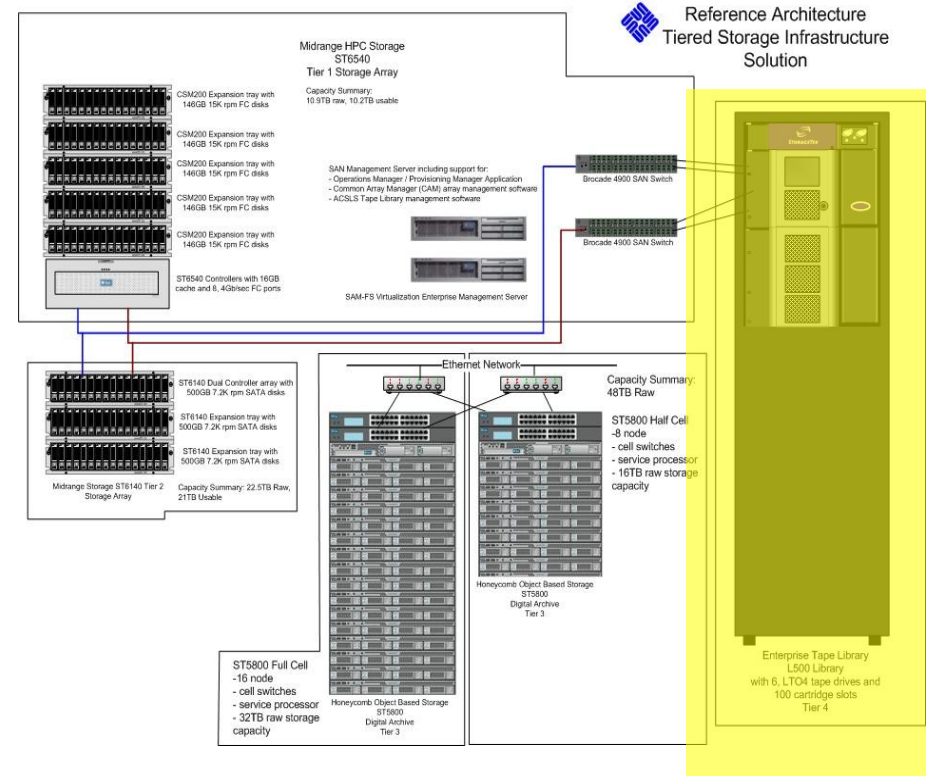 Reference Architecture
Tiered Storage Infrastructure
Solution
Midrange HPC Storage
ST6540
Tier 1 Storage Array
Capacity Summary:
10.9TB raw, 10.2TB usable
CSM200 Expansion tray with
146GB 15K rpm FC disks
CSM200 Expansion tray with
146GB 15K rpm FC disks
CSM200 Expansion tray with
146GB 15K rpm FC disks
CSM200 Expansion tray with
146GB 15K rpm FC disks
CSM200 Expansion tray with
146GB 15K rpm FC disks
ST6540 Controllers with 16GB
cache and 8, 4Gb/sec FC ports
SAN Management Server including support for:
- Operations Manager / Provisioning Manager Application
- Common Array Manager (CAM) array management software
- ACSLS Tape Library management software
SAM-FS Virtualization Enterprise Management Server
Brocade 4900 SAN Switch
Brocade 4900 SAN Switch
ST6140 Dual Controller array with
500GB 7.2K rpm SATA disks
ST6140 Expansion tray with
500GB 7.2K rpm SATA disks
ST6140 Expansion tray with
500GB 7.2K rpm SATA disks
Midrange Storage ST6140 Tier 2
Storage Array
Capacity Summary: 22.5TB Raw,
21TB Usable
Ethernet Network
Capacity Summary:
48TB Raw
ST5800 Half Cell
-8 node
- cell switches
- service processor
- 16TB raw storage
capacity
Honeycomb Object Based Storage
ST5800
Digital Archive
Tier 3
ST5800 Full Cell
-16 node
- cell switches
- service processor
- 32TB raw storage
capacity
Honeycomb Object Based Storage
ST5800
Digital Archive
Tier 3
StorageTek
Enterprise Tape Library
L500 Library
with 6, LTO4 tape drives and
100 cartridge slots
Tier 4